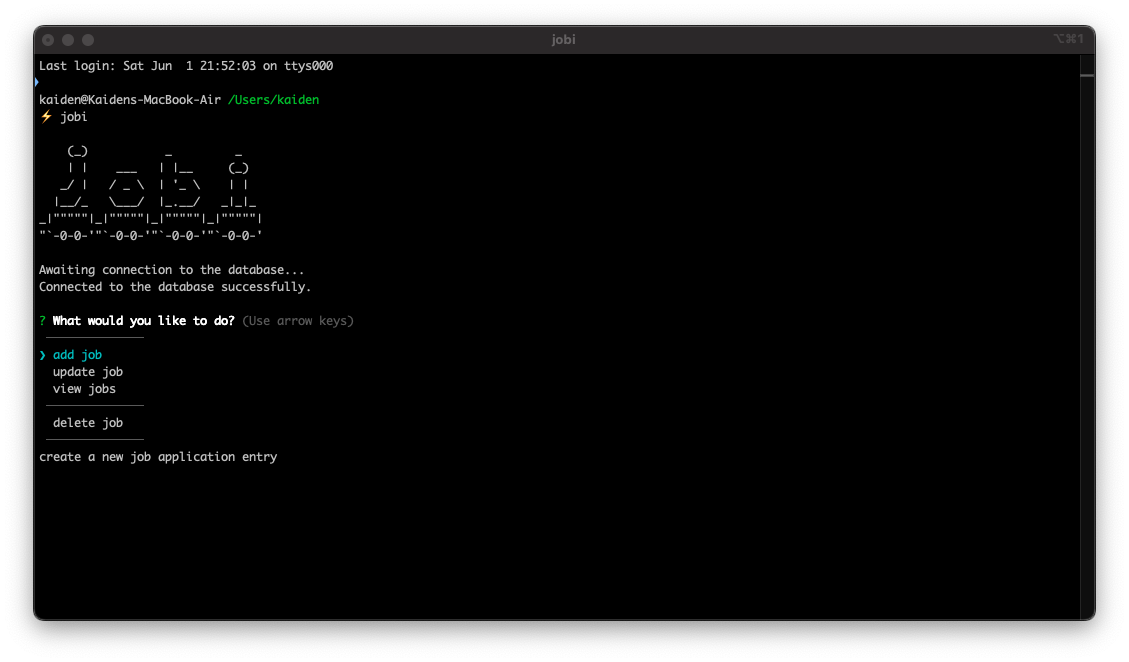 jobi
⌥⌘1
Last login: Sat Jun  1 21:52:03 on ttys000
kaiden@Kaidens-MacBook-Air /Users/kaiden
⚡ jobi
    (_)           _         _
    | |    ___   | |__     (_)
   _/ |   / _ \  | '_ \    | |
  |__/_   \___/  |_.__/   _|_|_
_|"""""|_|"""""|_|"""""|_|"""""|
"`-0-0-'"`-0-0-'"`-0-0-'"`-0-0-'
Awaiting connection to the database...
Connected to the database successfully.
? What would you like to do? (Use arrow keys)
──────────────
❯ add job
  update job
  view jobs
──────────────
  delete job
──────────────
create a new job application entry